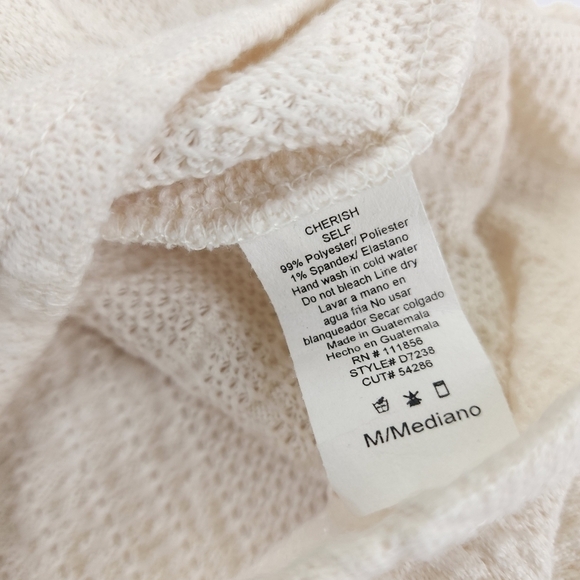 CHERISH
SELF
99% Polyester/ Poliester
1% Spandex/ Elastano
Hand wash in cold water
Do not bleach Line dry
Lavar a mano en
agua fria No usar
blanqueador Secar colgado
Made in Guatemala
Hecho en Guatemala
RN # 111856
STYLE# D7238
CUT# 54286
M/Mediano